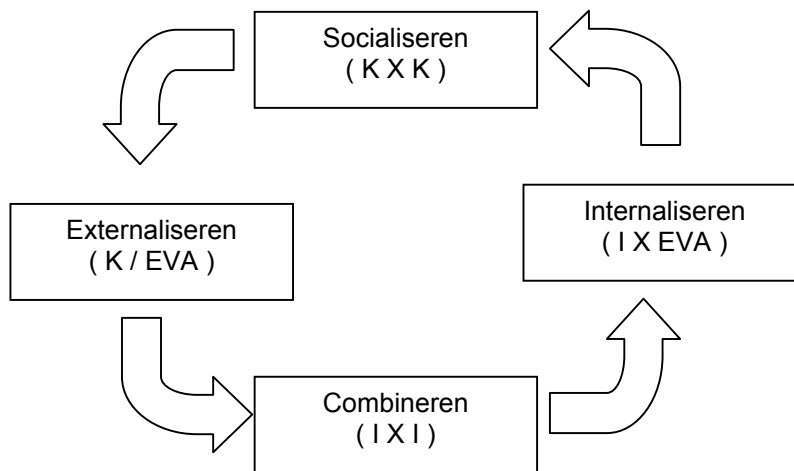 Socialiseren
( K X K )
Externaliseren
( K / EVA )
Internaliseren
( I X EVA )
Combineren
( I X I )